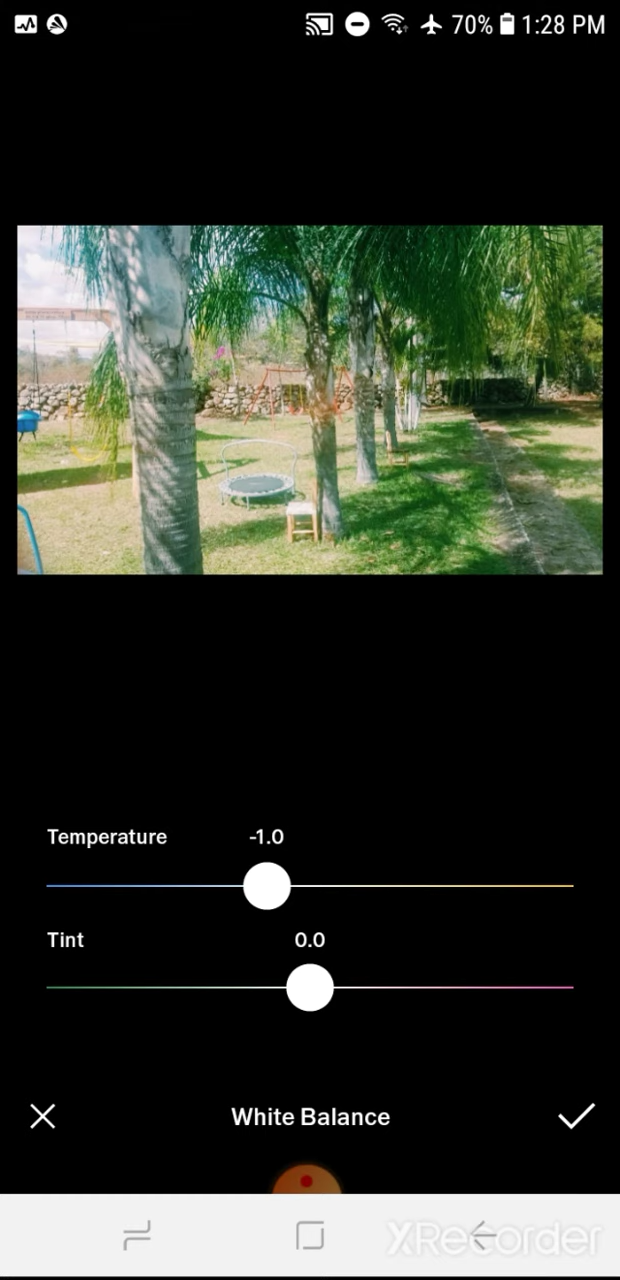 70% 1:28 PM
Temperature -1.0
Tint 0.0
White Balance
XRecorder